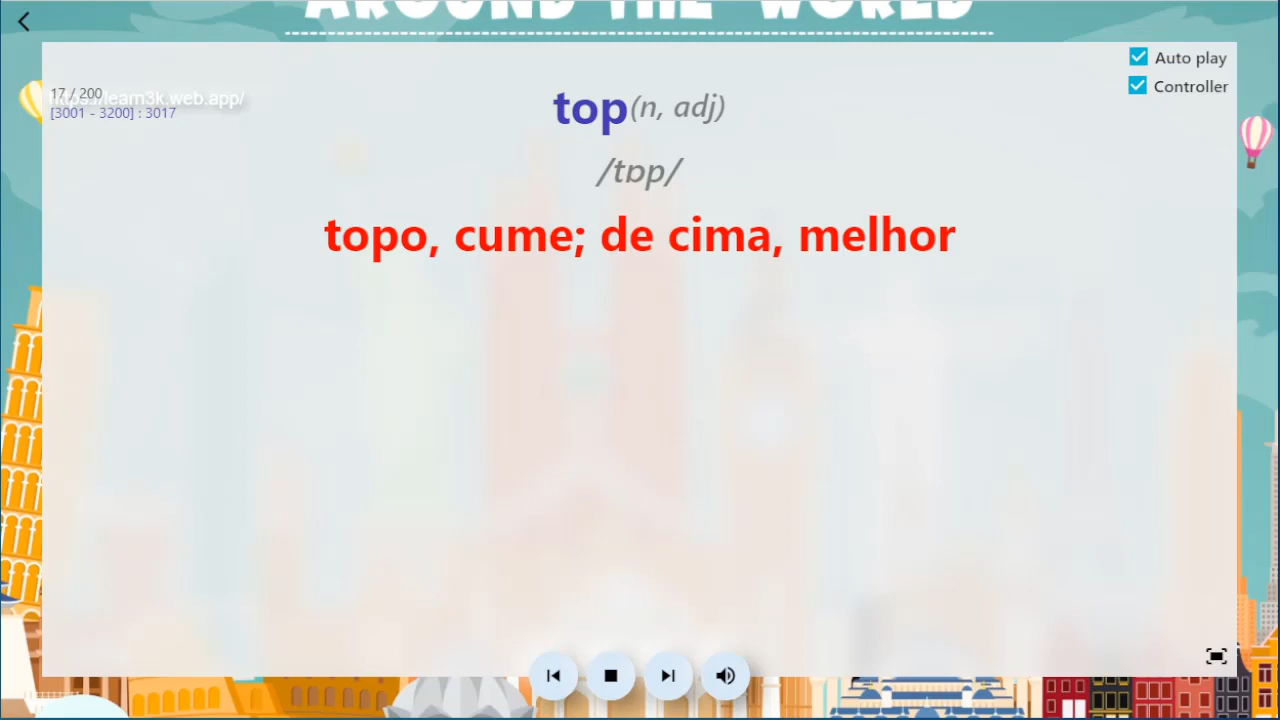 AROUND THE WORLD
Auto play
17 / 200
https://learn3k.web.app/
Controller
[3001 - 3200] : 3017
top(n, adj)
/tɒp/
topo, cume; de cima, melhor